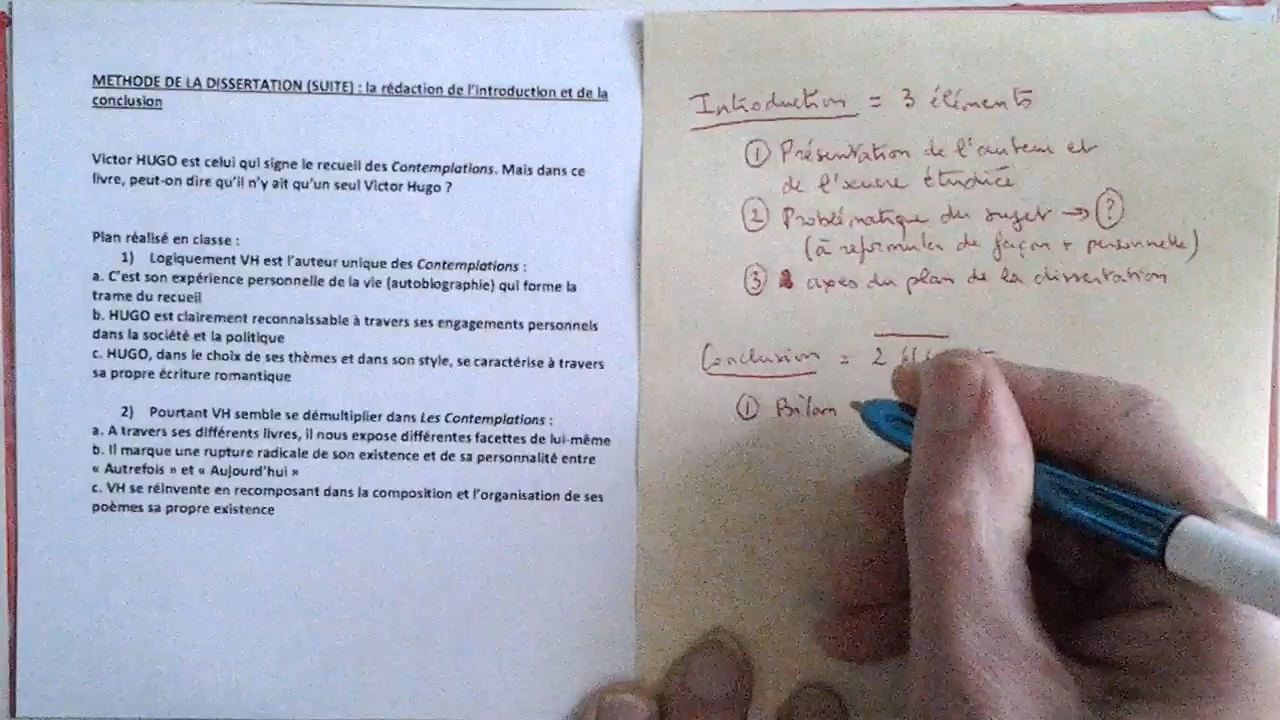 METHODE DE LA DISSERTATION (SUITE) : la rédaction de l'introduction et de la
conclusion
Victor HUGO est celui qui signe le recueil des Contemplations. Mais dans ce
livre, peut-on dire qu'il n'y ait qu'un seul Victor Hugo ?
Plan réalisé en classe :
1) Logiquement VH est l'auteur unique des Contemplations :
a. C'est son expérience personnelle de la vie (autobiographie) qui forme la
trame du recueil
b. HUGO est clairement reconnaissable à travers ses engagements personnels
dans la société et la politique
c. HUGO, dans le choix de ses thèmes et dans son style, se caractérise à travers
sa propre écriture romantique
2) Pourtant VH semble se démultiplier dans Les Contemplations :
a. A travers ses différents livres, il nous expose différentes facettes de lui-même
b. Il marque une rupture radicale de son existence et de sa personnalité entre
« Autrefois » et « Aujourd'hui »
c. VH se réinvente en recomposant dans la composition et l'organisation de ses
poèmes sa propre existence
Introduction = 3 éléments
① Présentation de l'auteur et
de l'œuvre étudiée
② Problématique du sujet → ?
(à reformuler de façon + personnelle)
③ axes du plan de la dissertation
Conclusion = 2
① Bilan